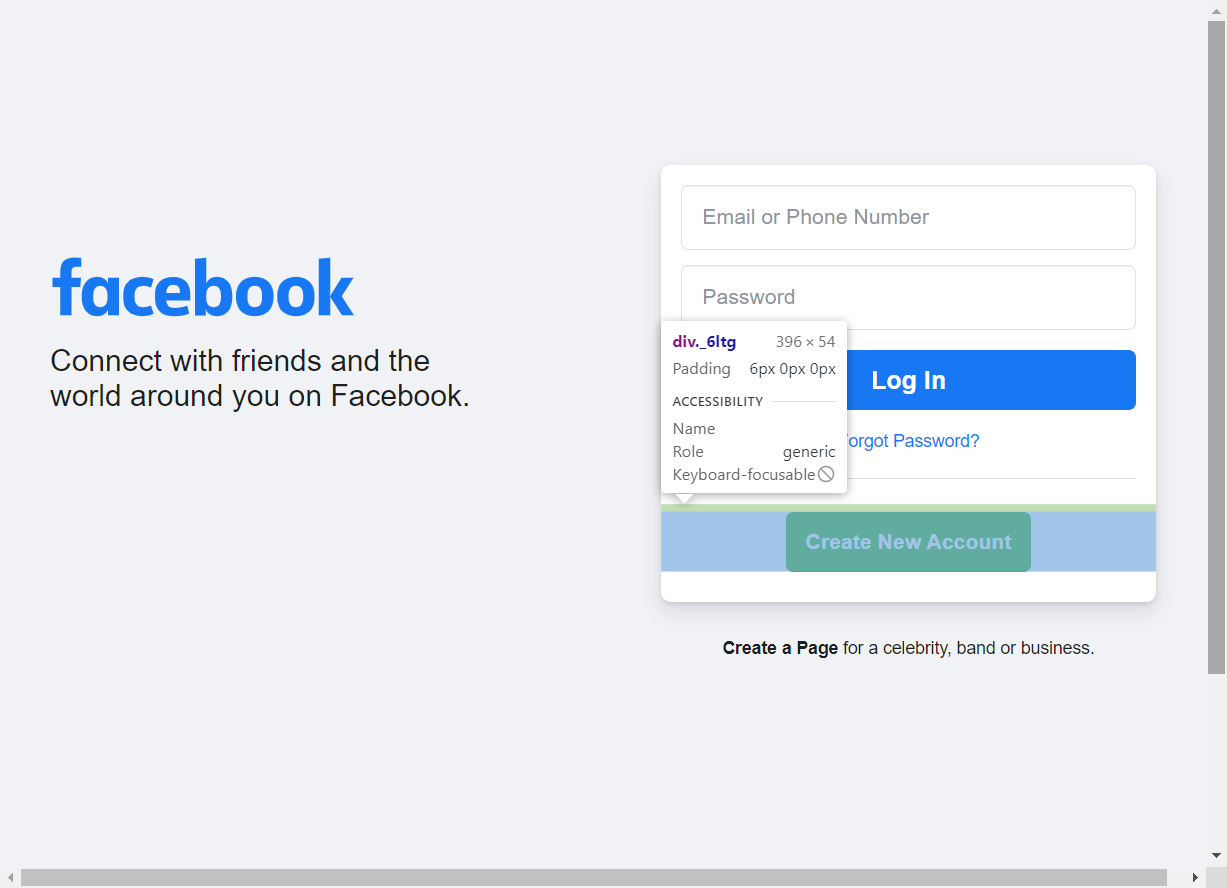 facebook
Connect with friends and the
world around you on Facebook.
Email or Phone Number
Password
div._6ltg 396 × 54
Padding 6px 0px 0px
ACCESSIBILITY
Name
Role generic
Keyboard-focusable
Log In
orgot Password?
Create New Account
Create a Page for a celebrity, band or business.